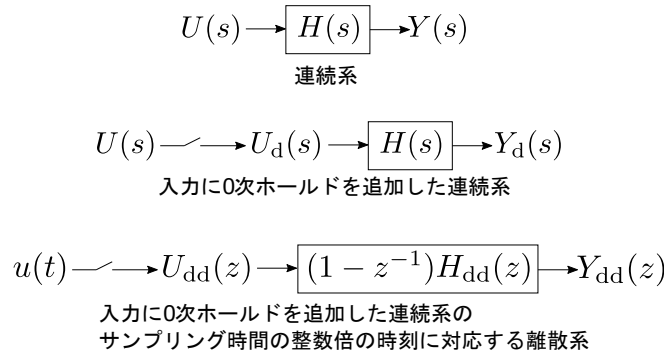 U(s) H(s) Y(s)
連続系
U(s) U_d(s) H(s) Y_d(s)
入力に0次ホールドを追加した連続系
u(t) U_dd(z) (1 − z^{-1})H_dd(z) Y_dd(z)
入力に0次ホールドを追加した連続系の
サンプリング時間の整数倍の時刻に対応する離散系